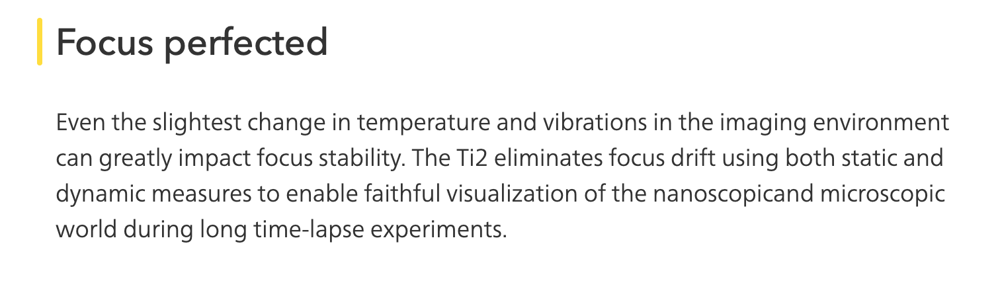 Focus perfected
Even the slightest change in temperature and vibrations in the imaging environment
can greatly impact focus stability. The Ti2 eliminates focus drift using both static and
dynamic measures to enable faithful visualization of the nanoscopicand microscopic
world during long time-lapse experiments.